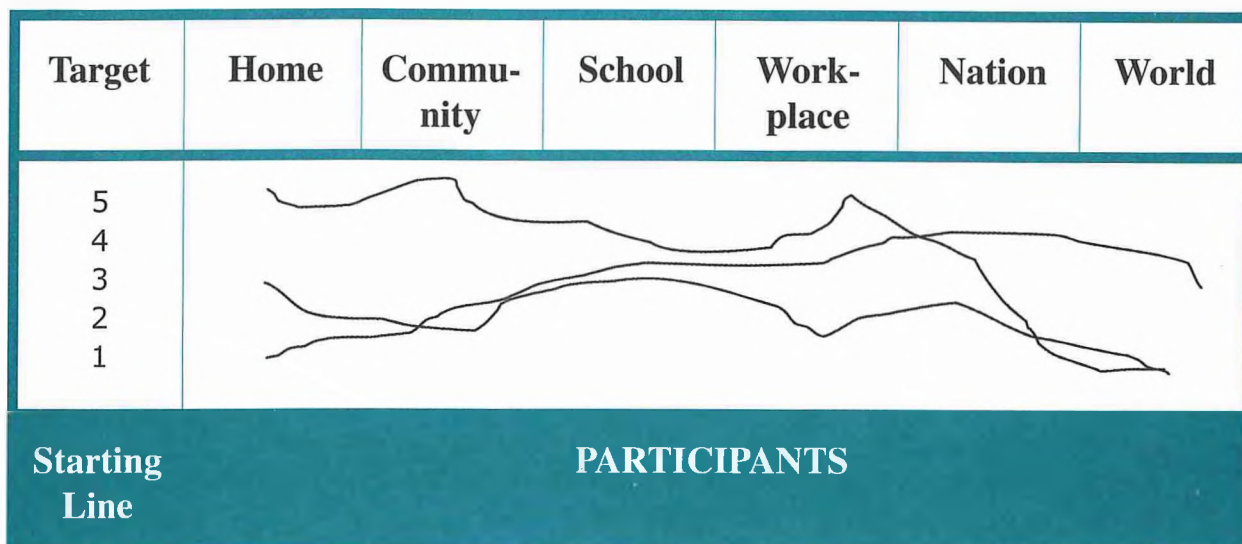 Target Home Commu- School Work- Nation World
nity place
5
4
3
2
1
Starting PARTICIPANTS
Line